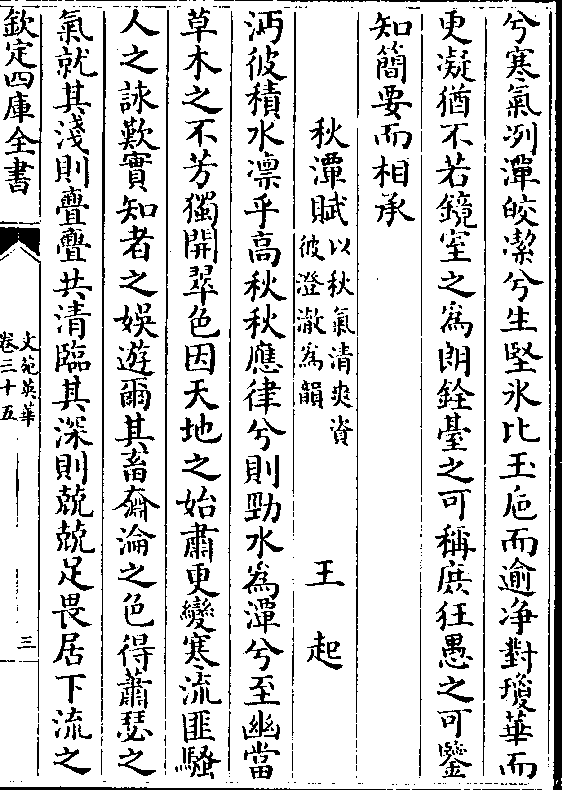 兮寒氣冽潭皎潔兮生堅氷比玉巵而逾净對瓊華而
更凝猶不若鏡室之爲朗銓臺之可稱庶狂愚之可鑒
知簡要而相承
秋潭賦以秋氣清爽資彼澄澈爲韻 王起
沔彼積水凛乎高秋秋應律兮則勁水爲潭兮至幽當
草木之不芳獨開翠色因天地之始肅更變寒流匪騷
人之詠歎實知者之娱遊爾其畜奫淪之色得蕭瑟之
氣就其淺則亹亹共清臨其深則兢兢足畏居下流之
欽定四庫全書
文苑英華
卷三十五
三